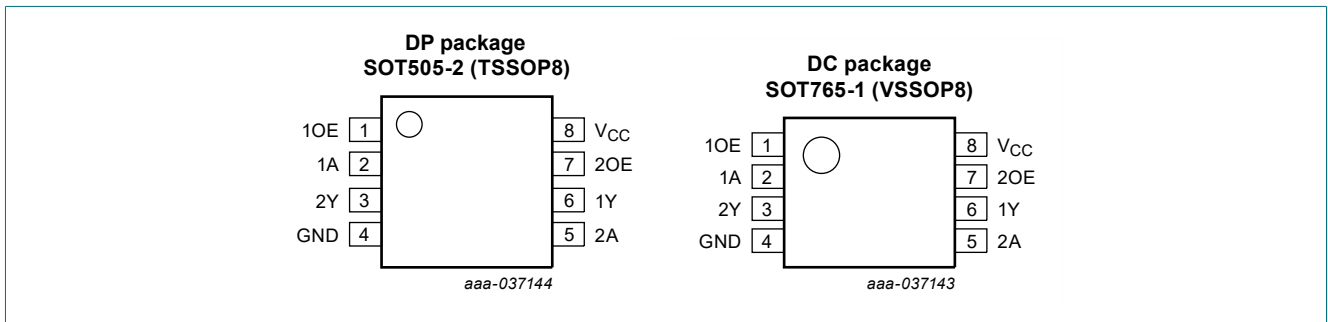 DP package
SOT505-2 (TSSOP8)
1OE 1 8 VCC
1A 2 7 2OE
2Y 3 6 1Y
GND 4 5 2A
aaa-037144
DC package
SOT765-1 (VSSOP8)
1OE 1 8 VCC
1A 2 7 2OE
2Y 3 6 1Y
GND 4 5 2A
aaa-037143